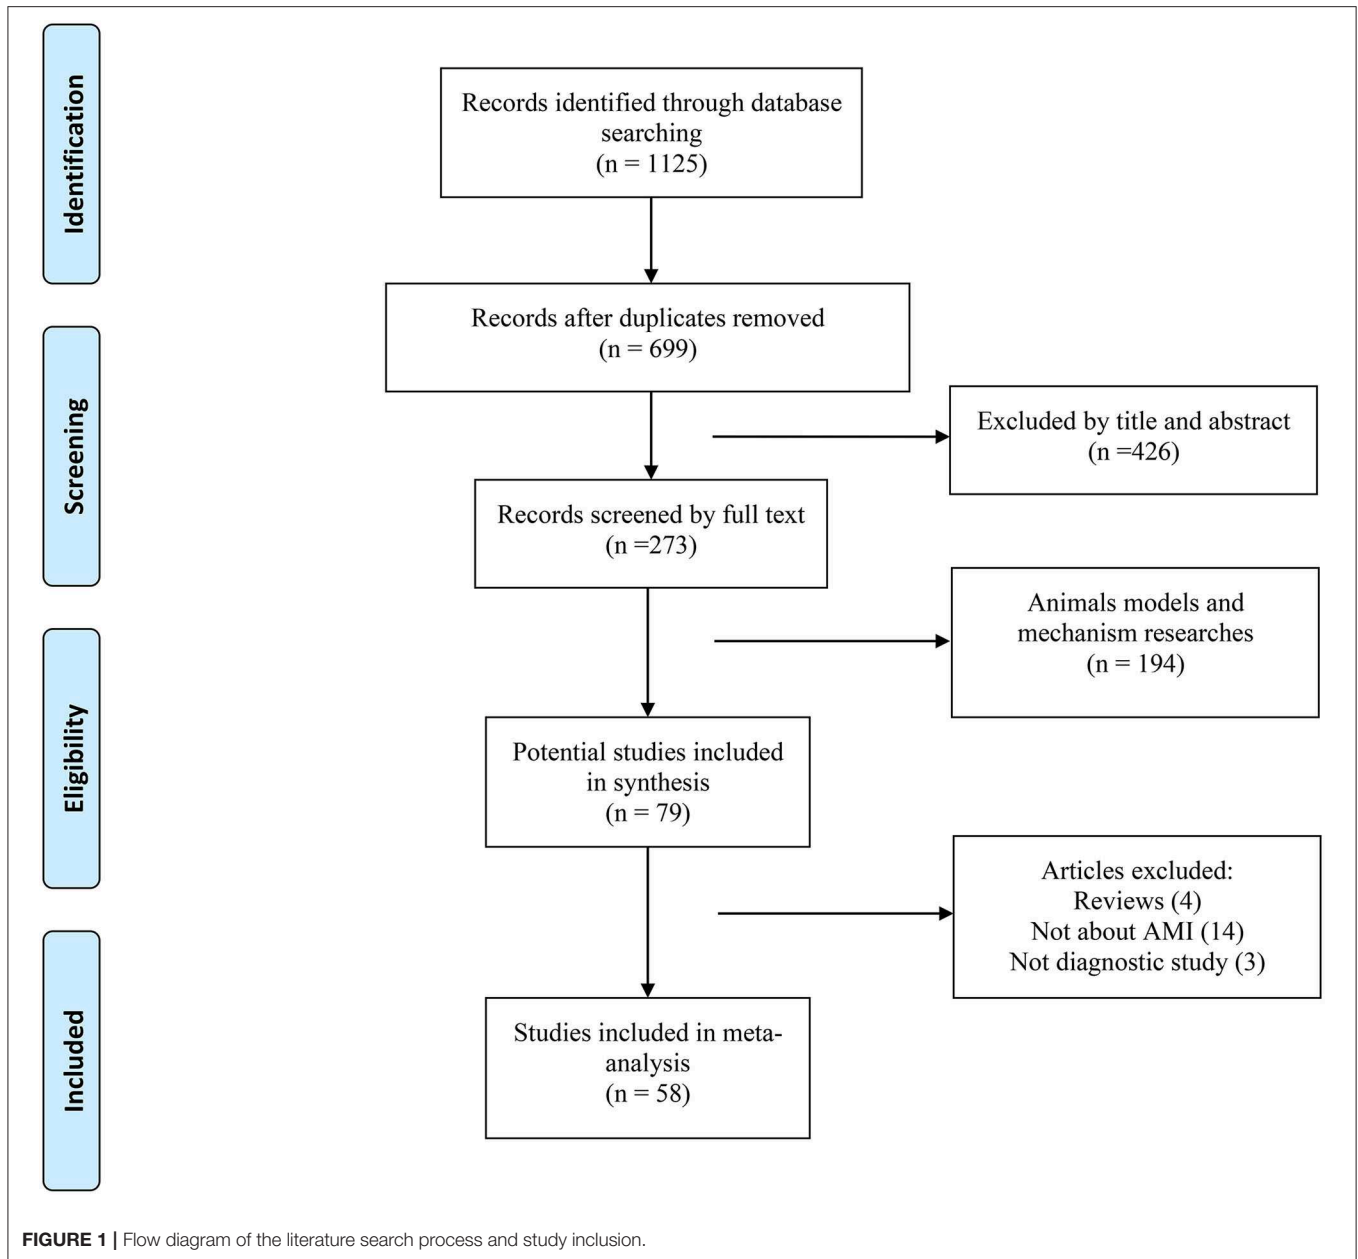 Identification
Records identified through database
searching
(n = 1125)
Records after duplicates removed
(n = 699)
Screening
Excluded by title and abstract
(n =426)
Records screened by full text
(n =273)
Animals models and
mechanism researches
(n = 194)
Eligibility
Potential studies included
in synthesis
(n = 79)
Articles excluded:
Reviews (4)
Not about AMI (14)
Not diagnostic study (3)
Included
Studies included in meta-
analysis
(n = 58)
FIGURE 1 | Flow diagram of the literature search process and study inclusion.